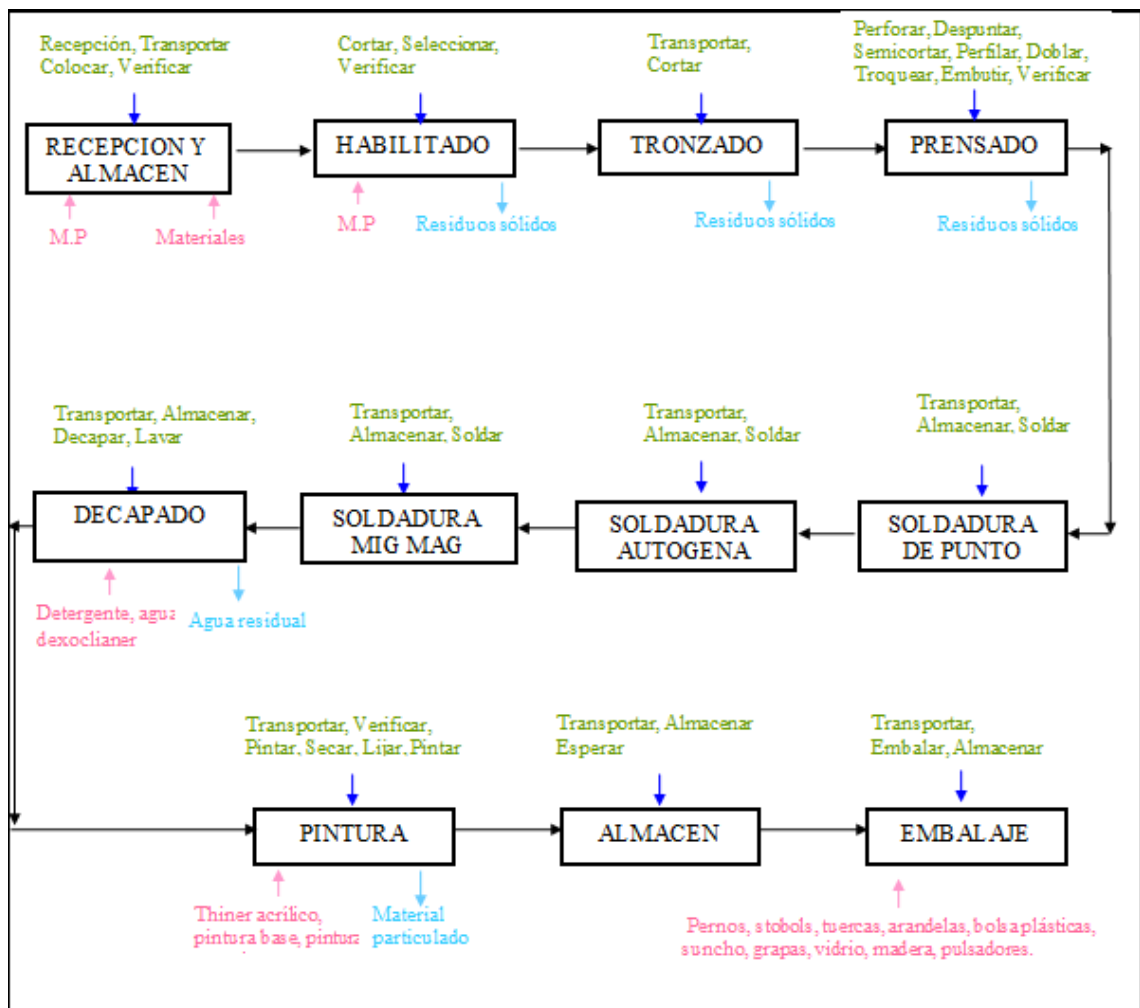 Recepción, Transportar
Colocar, Verificar
Cortar, Seleccionar,
Verificar
Transportar,
Cortar
Perforar, Despuntar,
Semicortar, Perfilar, Doblar,
Troquear, Embutir, Verificar
RECEPCION Y
ALMACEN
HABILITADO
TRONZADO
PRENSADO
M.P
Materiales
M.P
Residuos sólidos
Residuos sólidos
Residuos sólidos
Transportar, Almacenar,
Decapar, Lavar
Transportar,
Almacenar, Soldar
Transportar,
Almacenar, Soldar
Transportar,
Almacenar, Soldar
DECAPADO
SOLDADURA
MIG MAG
SOLDADURA
AUTOGENA
SOLDADURA
DE PUNTO
Detergente, agua
dexoclianer
Agua residual
Transportar, Verificar,
Pintar, Secar, Lijar, Pintar
Transportar, Almacenar
Esperar
Transportar,
Embalar, Almacenar
PINTURA
ALMACEN
EMBALAJE
Thiner acrílico,
pintura base, pintura
Material
particulado
Pernos, stobols, tuercas, arandelas, bolsa plásticas,
suncho, grapas, vidrio, madera, pulsadores.